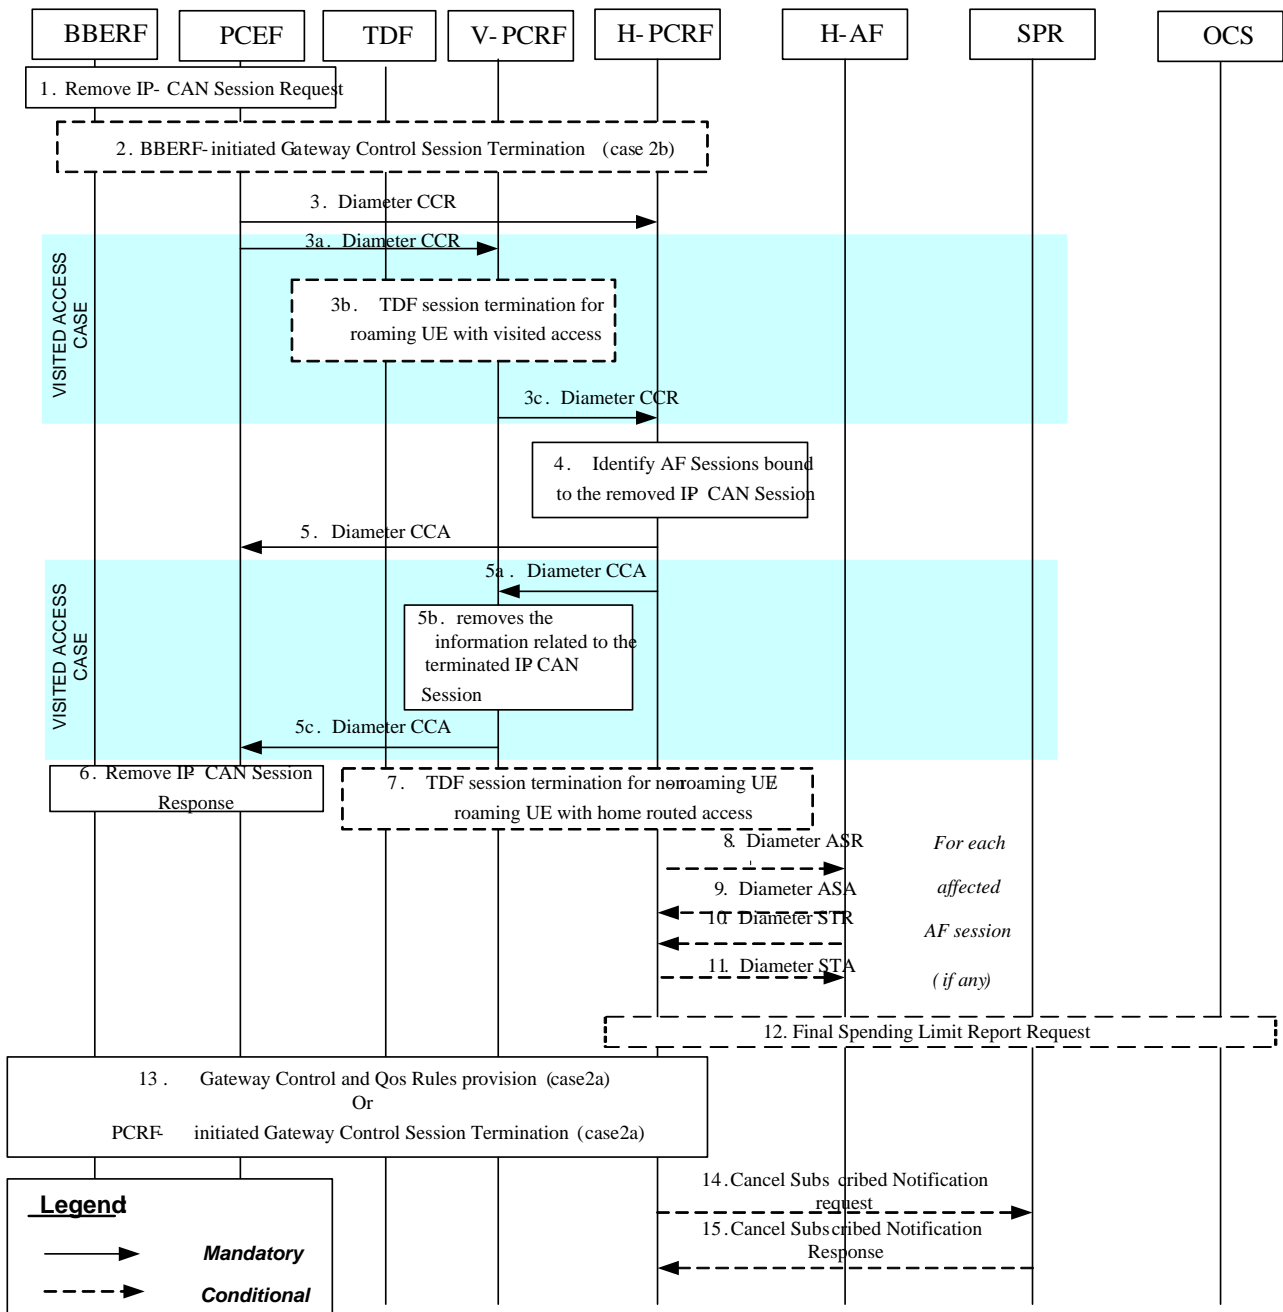 BBERF PCEF TDF V-PCRF H-PCRF H-AF SPR OCS
1. Remove IP-CAN Session Request
2. BBERF-initiated Gateway Control Session Termination (case 2b)
3. Diameter CCR
3a. Diameter CCR
VISITED ACCESS
CASE
3b. TDF session termination for
roaming UE with visited access
3c. Diameter CCR
4. Identify AF Sessions bound
to the removed IP CAN Session
5. Diameter CCA
VISITED ACCESS
CASE
5a. Diameter CCA
5b. removes the
information related to the
terminated IP CAN
Session
5c. Diameter CCA
6. Remove IP CAN Session
Response
7. TDF session termination for non-roaming UE/
roaming UE with home routed access
8. Diameter ASR
9. Diameter ASA
10. Diameter STR
11. Diameter STA
For each
affected
AF session
(if any)
12. Final Spending Limit Report Request
13. Gateway Control and Qos Rules provision (case2a)
Or
PCRF- initiated Gateway Control Session Termination (case2a)
14.Cancel Subscribed Notification
request
15.Cancel Subscribed Notification
Response
Legend:
Mandatory
Conditional